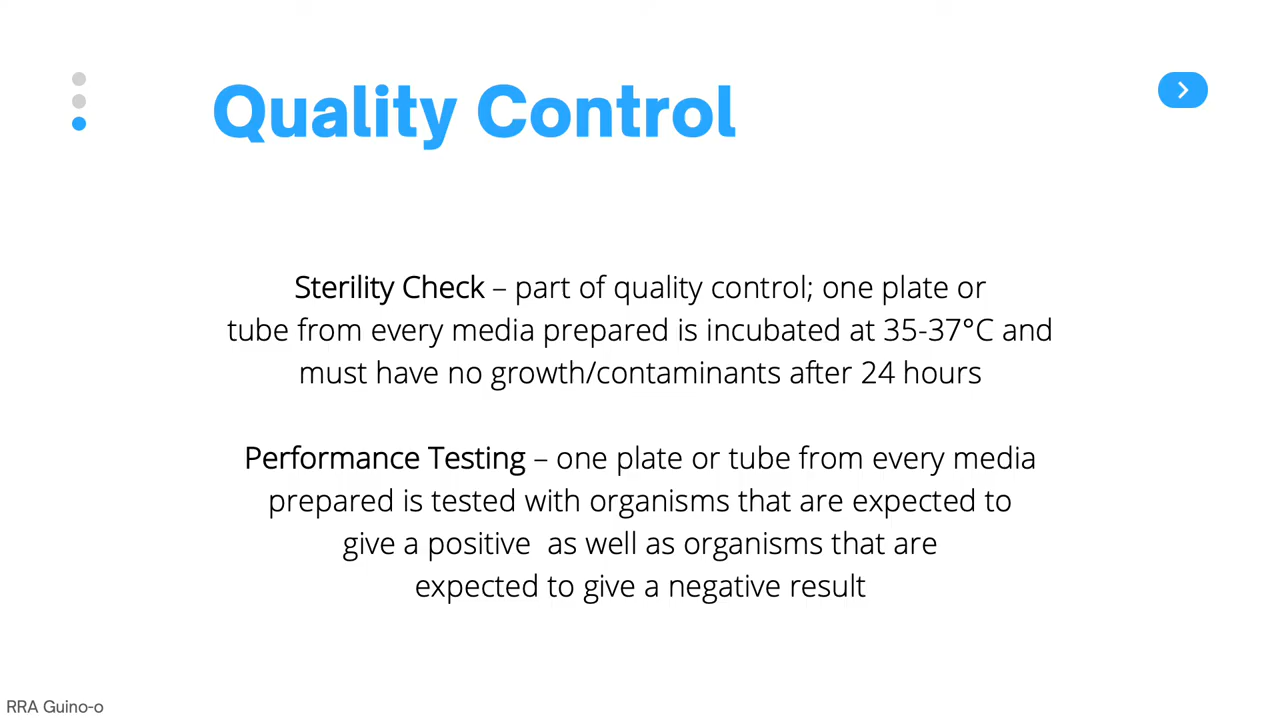 Quality Control
Sterility Check – part of quality control; one plate or
tube from every media prepared is incubated at 35-37°C and
must have no growth/contaminants after 24 hours
Performance Testing – one plate or tube from every media
prepared is tested with organisms that are expected to
give a positive  as well as organisms that are
expected to give a negative result
RRA Guino-o